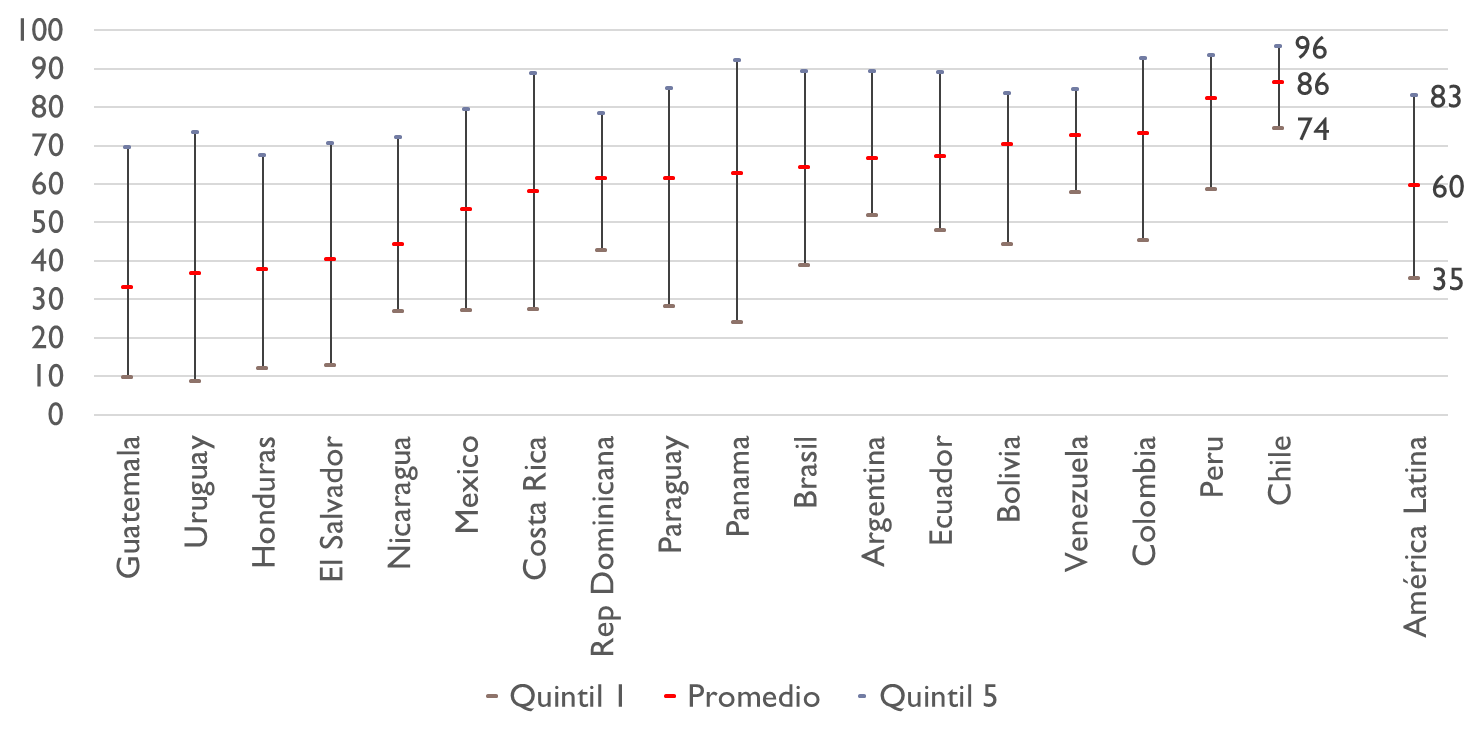 100
90
80
70
60
50
40
30
20
10
0
96
86
74
83
60
35
Guatemala
Uruguay
Honduras
El Salvador
Nicaragua
Mexico
Costa Rica
Rep Dominicana
Paraguay
Panama
Brasil
Argentina
Ecuador
Bolivia
Venezuela
Colombia
Peru
Chile
América Latina
Quintil 1 Promedio Quintil 5